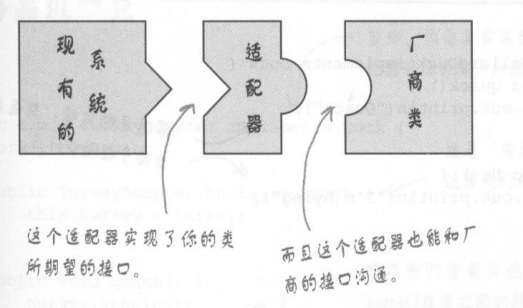 现有的
系统
适配器
厂商类
这个适配器实现了你的类
所期望的接口。
而且这个适配器也能和厂
商的接口沟通。